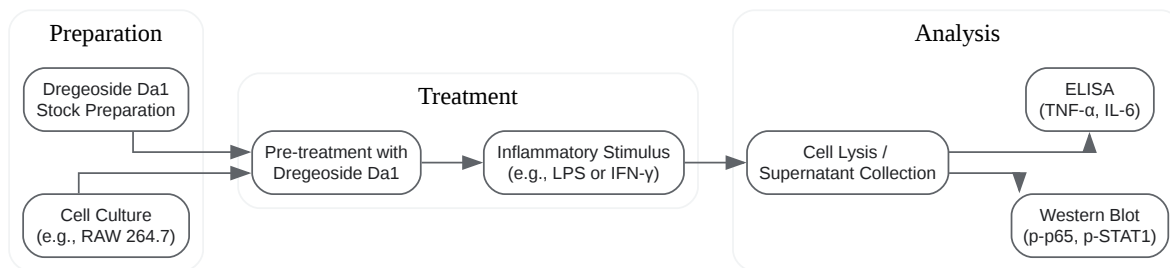 Preparation
Dregeoside Da1
Stock Preparation
Cell Culture
(e.g., RAW 264.7)
Treatment
Pre-treatment with
Dregeoside Da1
Inflammatory Stimulus
(e.g., LPS or IFN-γ)
Analysis
Cell Lysis /
Supernatant Collection
ELISA
(TNF-α, IL-6)
Western Blot
(p-p65, p-STAT1)